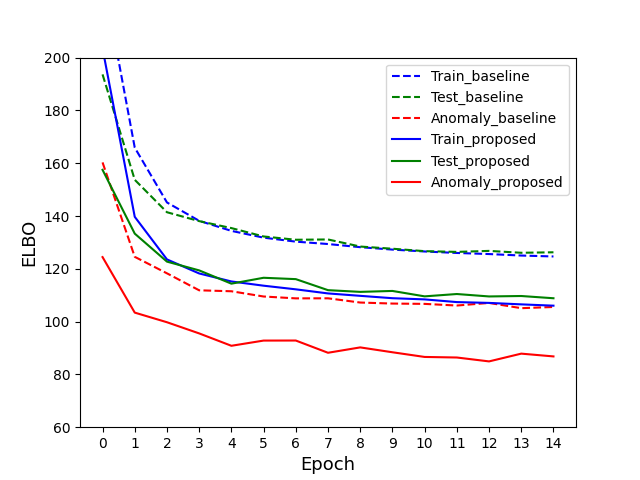 200
180
160
140
120
100
80
60
ELBO
Train_baseline
Test_baseline
Anomaly_baseline
Train_proposed
Test_proposed
Anomaly_proposed
0 1 2 3 4 5 6 7 8 9 10 11 12 13 14
Epoch